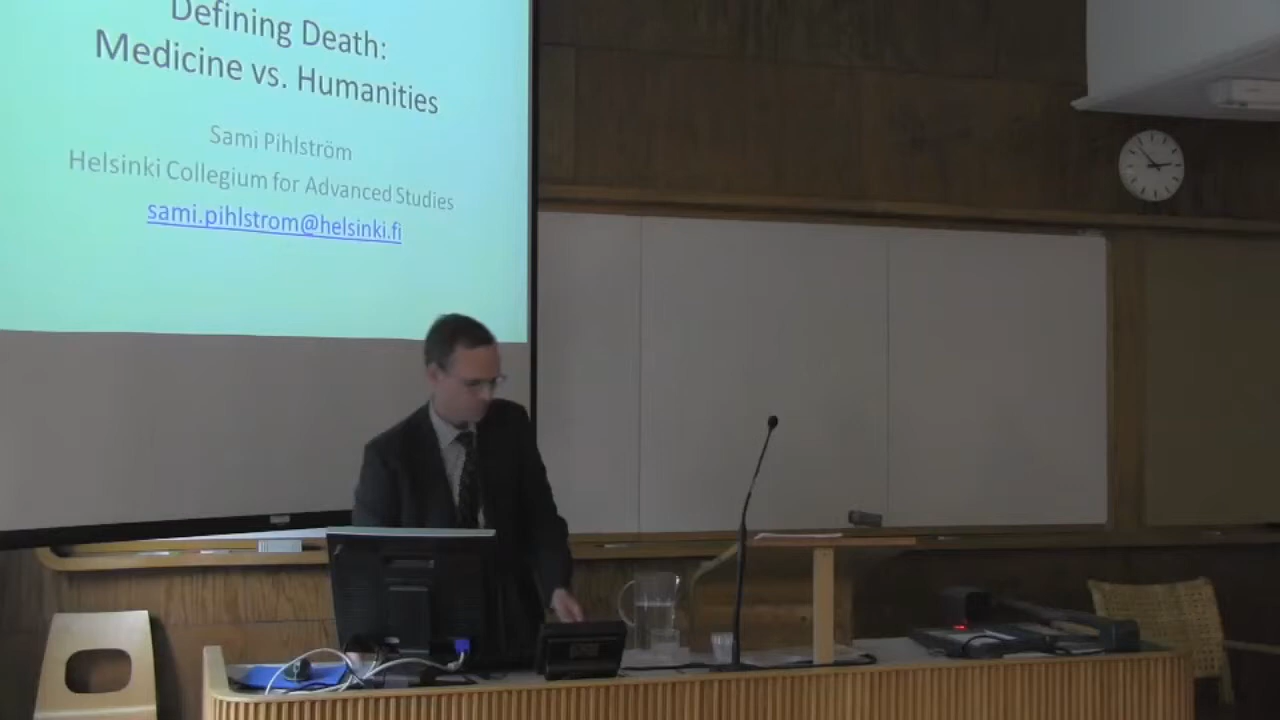 Defining Death:
Medicine vs. Humanities
Sami Pihlström
Helsinki Collegium for Advanced Studies
sami.pihlstrom@helsinki.fi